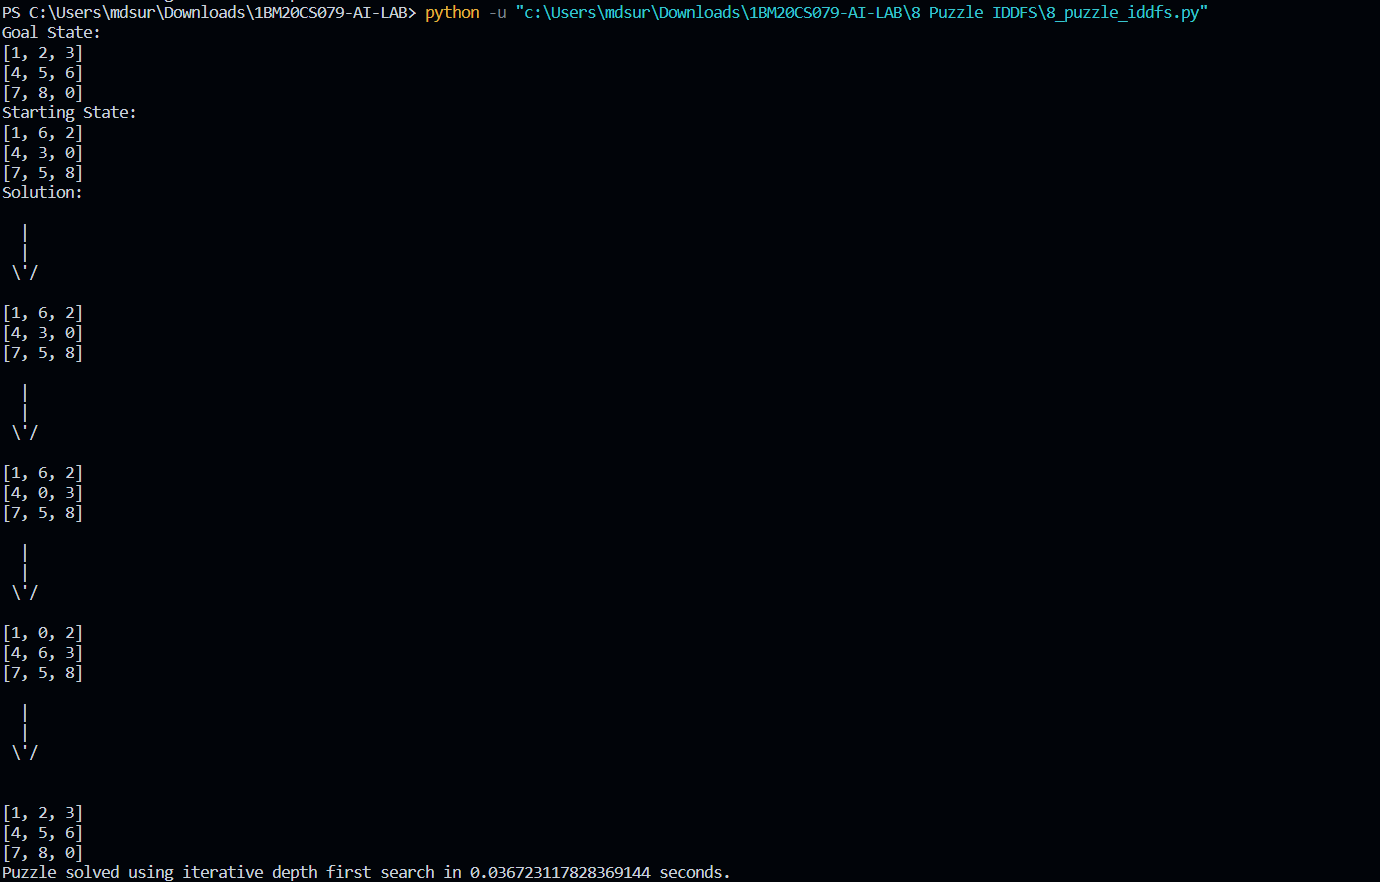 PS C:\Users\mdsur\Downloads\1BM20CS079-AI-LAB> python -u "c:\Users\mdsur\Downloads\1BM20CS079-AI-LAB\8 Puzzle IDDFS\8_puzzle_iddfs.py"
Goal State:
[1, 2, 3]
[4, 5, 6]
[7, 8, 0]
Starting State:
[1, 6, 2]
[4, 3, 0]
[7, 5, 8]
Solution:
  |
  |
 \'/
[1, 6, 2]
[4, 3, 0]
[7, 5, 8]
  |
  |
 \'/
[1, 6, 2]
[4, 0, 3]
[7, 5, 8]
  |
  |
 \'/
[1, 0, 2]
[4, 6, 3]
[7, 5, 8]
  |
  |
 \'/
[1, 2, 3]
[4, 5, 6]
[7, 8, 0]
Puzzle solved using iterative depth first search in 0.036723117828369144 seconds.